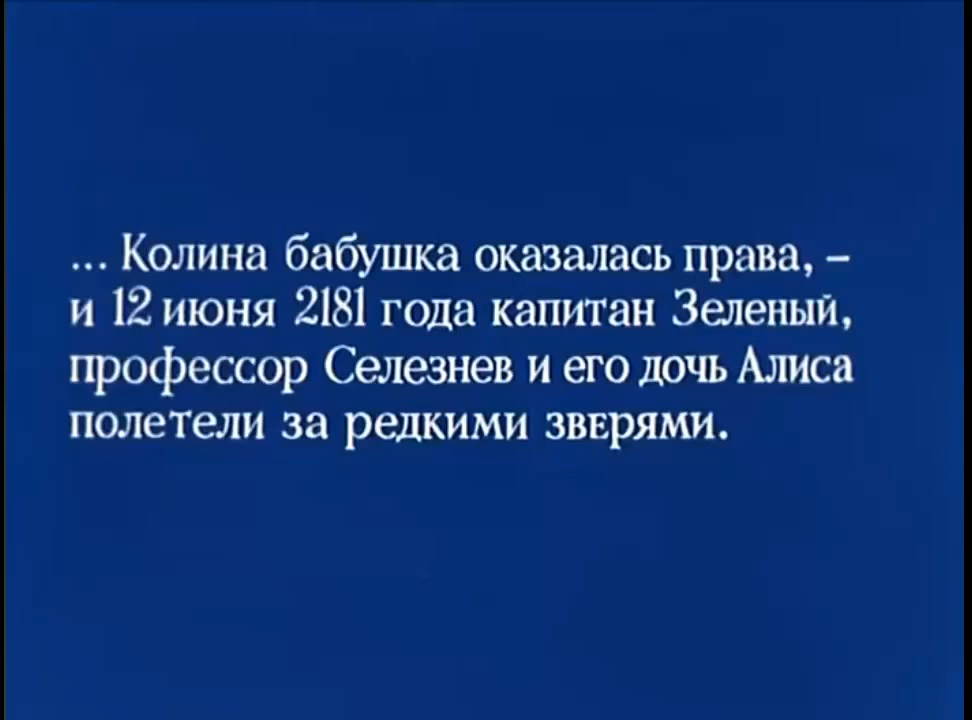 ... Колина бабушка оказалась права, –
и 12 июня 2181 года капитан Зеленый,
профессор Селезнев и его дочь Алиса
полетели за редкими зверями.